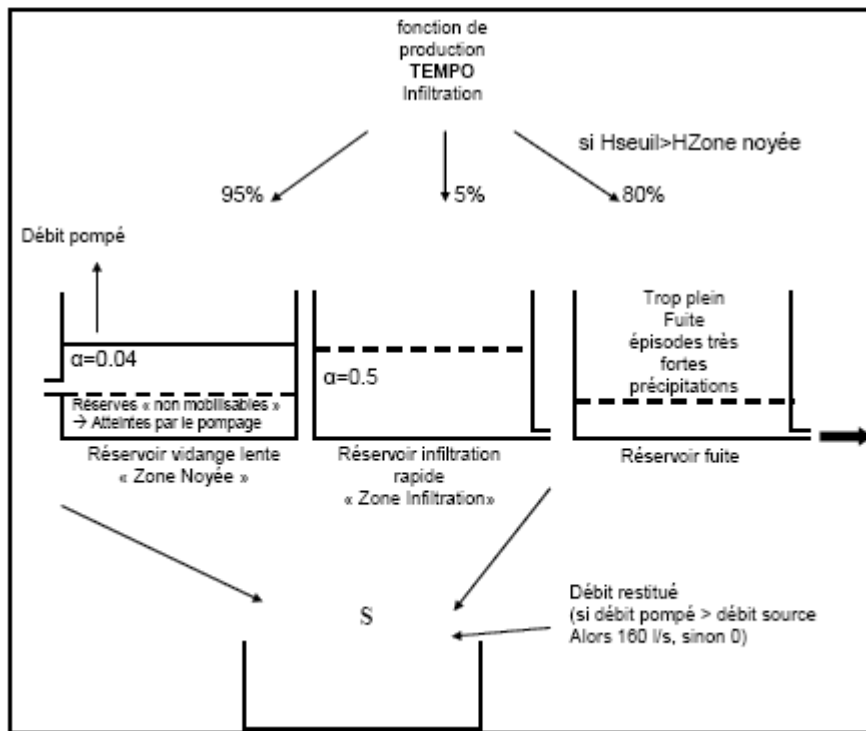 fonction de
production
TEMPO
Infiltration
si Hseuil>HZone noyée
95%
5%
80%
Débit pompé
α=0.04
Réserves « non mobilisables »
→ Atteintes par le pompage
Réservoir vidange lente
« Zone Noyée »
α=0.5
Réservoir infiltration
rapide
« Zone Infiltration»
Trop plein
Fuite
épisodes très
fortes
précipitations
Réservoir fuite
S
Débit restitué
(si débit pompé > débit source
Alors 160 l/s, sinon 0)